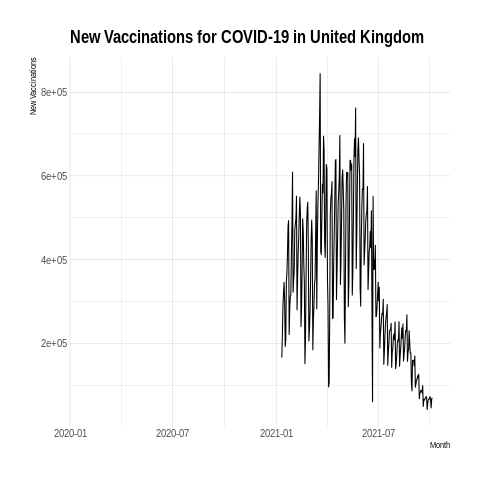 New Vaccinations for COVID-19 in United Kingdom
New Vaccinations
8e+05
6e+05
4e+05
2e+05
2020-01 2020-07 2021-01 2021-07
Month